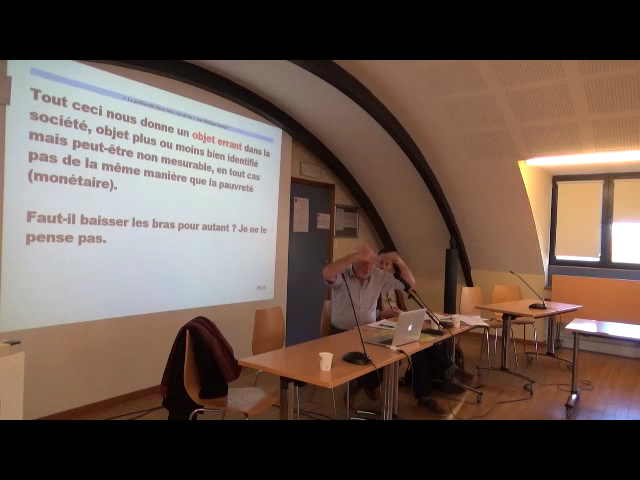 Tout ceci nous donne un objet errant dans la
société, objet plus ou moins bien identifié
mais peut-être non mesurable, en tout cas
pas de la même manière que la pauvreté
(monétaire).
Faut-il baisser les bras pour autant ? Je ne le
pense pas.